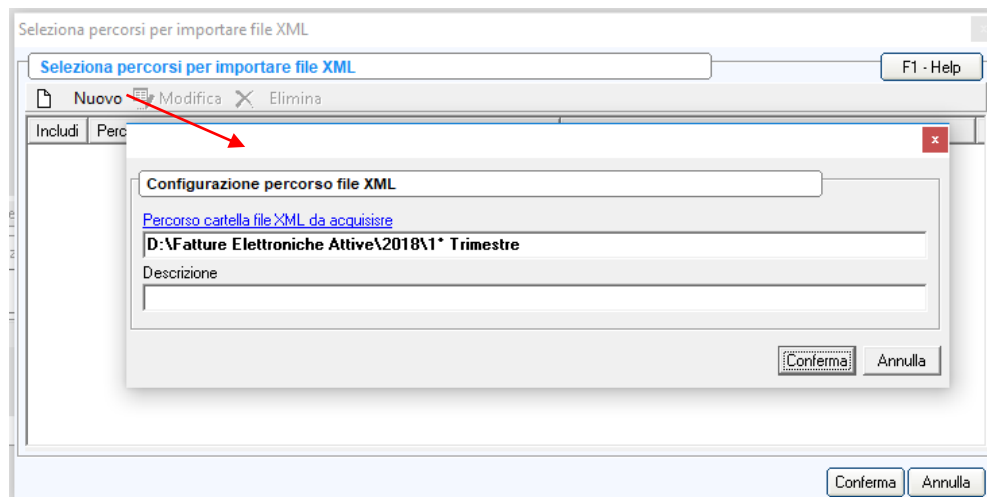 Seleziona percorsi per importare file XML
Seleziona percorsi per importare file XML F1 - Help
Nuovo Modifica Elimina
Includi Perc
x
Configurazione percorso file XML
Percorso cartella file XML da acquisisre
D:\Fatture Elettroniche Attive\2018\1* Trimestre
Descrizione
Conferma Annulla
Conferma Annulla